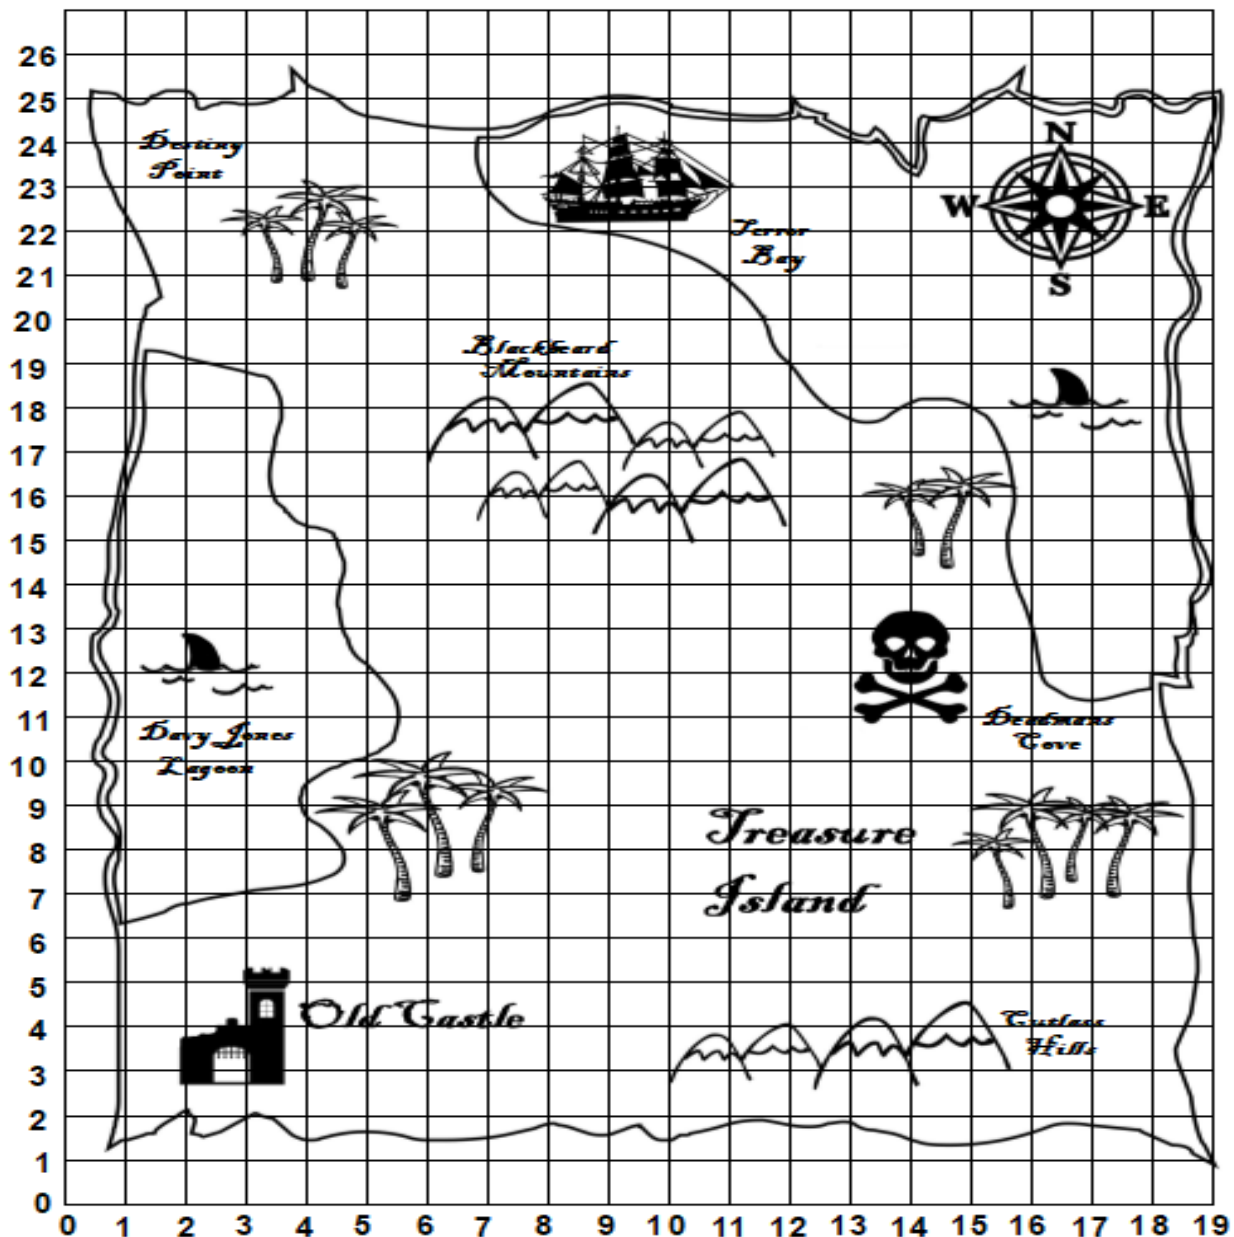 26
25
24
23
22
21
20
19
18
17
16
15
14
13
12
11
10
9
8
7
6
5
4
3
2
1
0
Destiny
Point
N
W E
S
Terror
Bay
Blackbeard
Mountains
Davy Jones
Lagoon
Deadmans
Cove
Treasure
Island
Old Castle
Cutlass
Hills
0 1 2 3 4 5 6 7 8 9 10 11 12 13 14 15 16 17 18 19